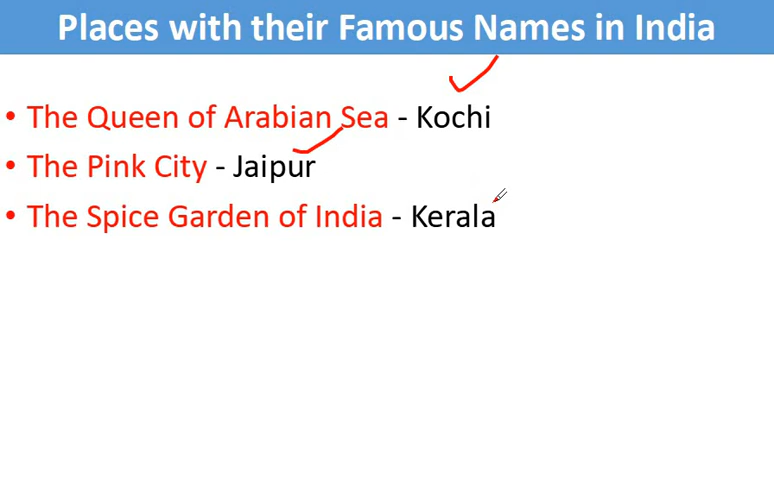 Places with their Famous Names in India
• The Queen of Arabian Sea - Kochi
• The Pink City - Jaipur
• The Spice Garden of India - Kerala